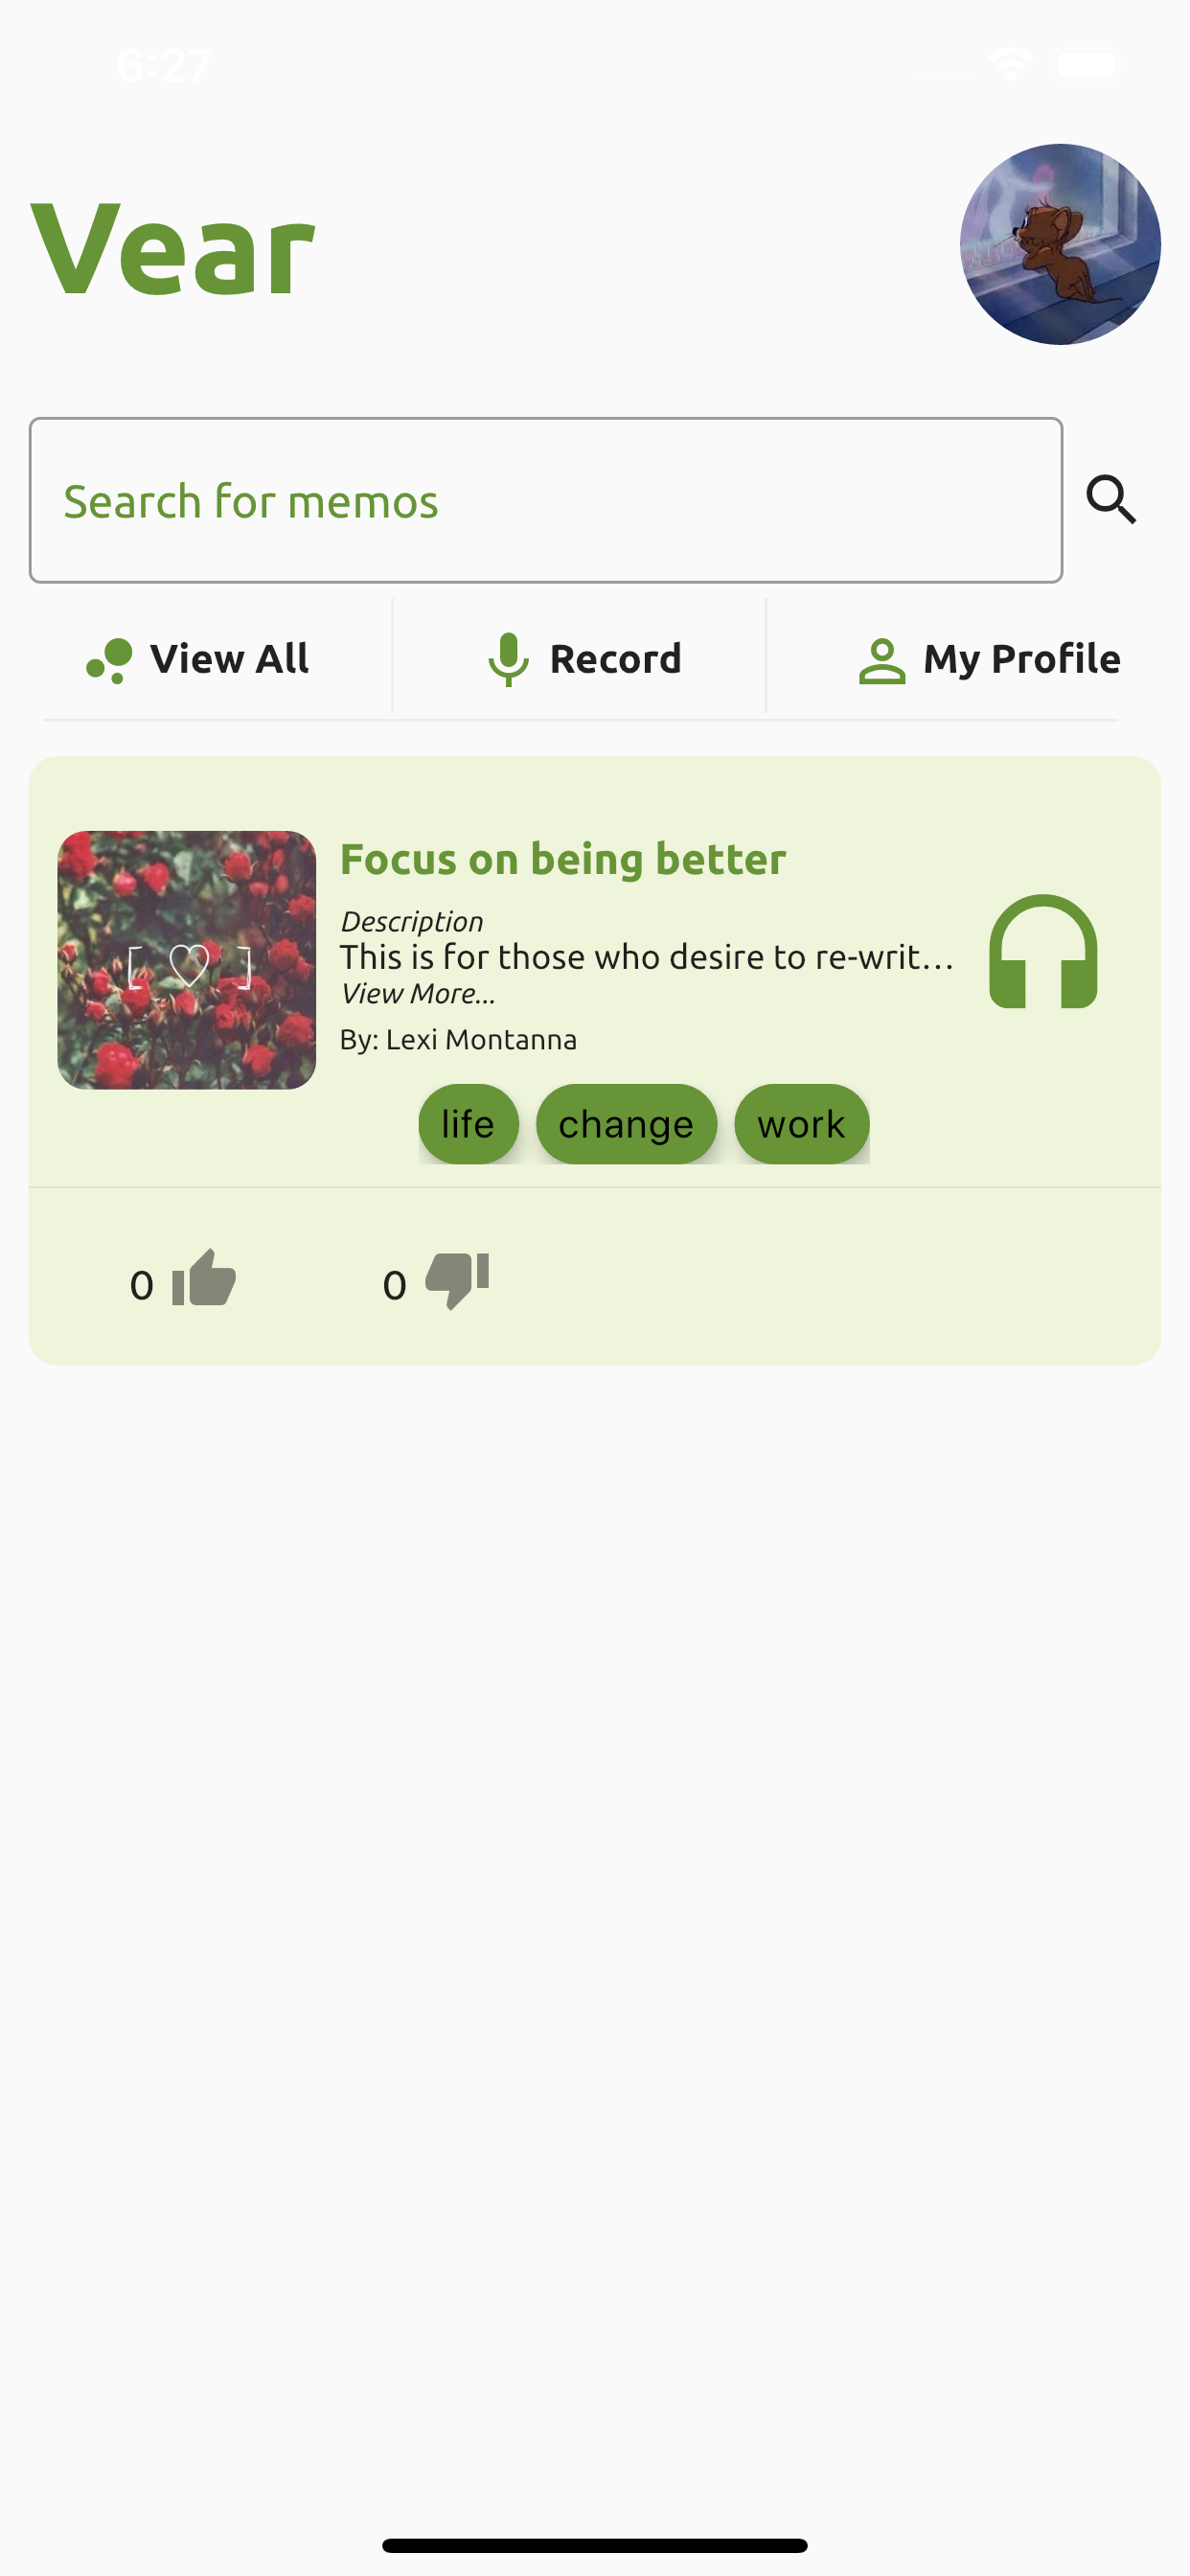 6:27
Vear
Search for memos
View All
Record
My Profile
Focus on being better
Description
This is for those who desire to re-writ...
View More...
By: Lexi Montanna
life
change
work
0
0